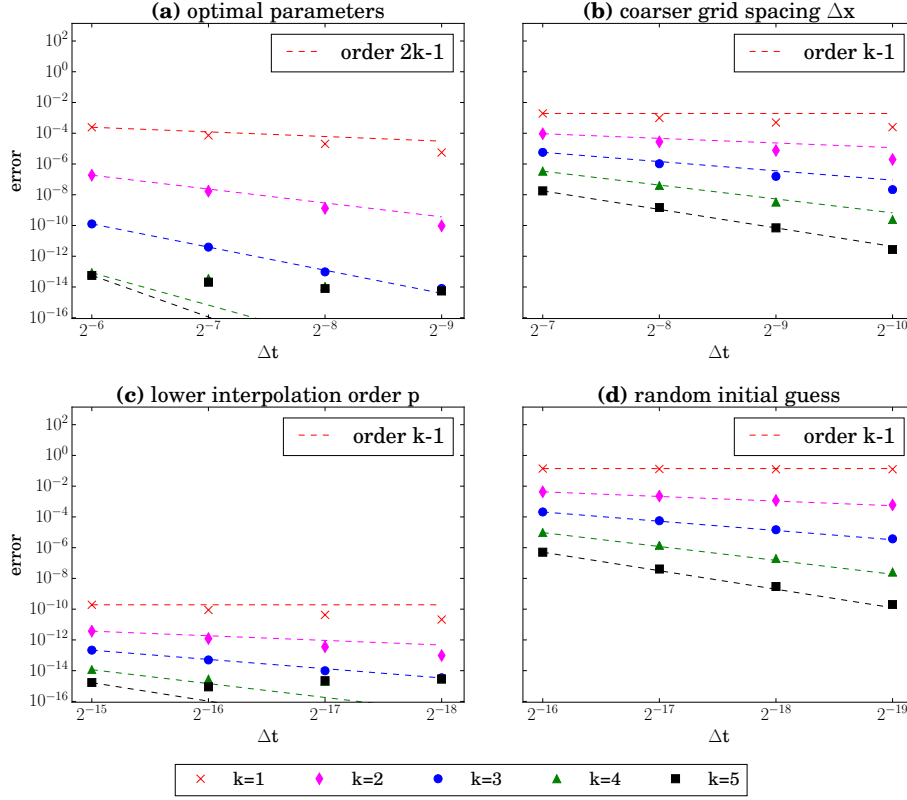 (a) optimal parameters
(b) coarser grid spacing Δx
10^2
10^0
10^-2
10^-4
10^-6
10^-8
10^-10
10^-12
10^-14
10^-16
error
order 2k-1
2^-6 2^-7 2^-8 2^-9
Δt
order k-1
2^-7 2^-8 2^-9 2^-10
Δt
(c) lower interpolation order p
(d) random initial guess
10^2
10^0
10^-2
10^-4
10^-6
10^-8
10^-10
10^-12
10^-14
10^-16
error
order k-1
2^-15 2^-16 2^-17 2^-18
Δt
order k-1
2^-16 2^-17 2^-18 2^-19
Δt
k=1 k=2 k=3 k=4 k=5